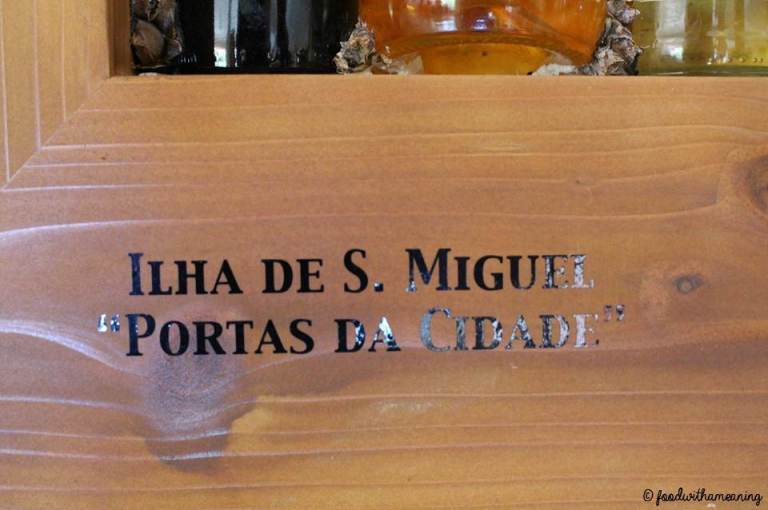 ILHA DE S. MIGUEL
"PORTAS DA CIDADE"
© foodwithameaning